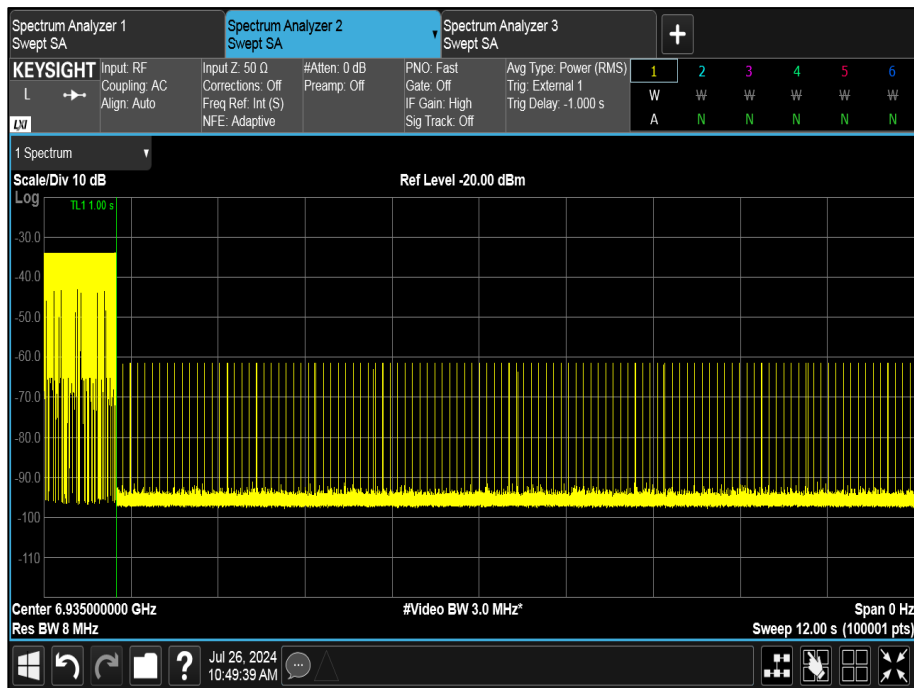 Spectrum Analyzer 1
Swept SA
Spectrum Analyzer 2
Swept SA
Spectrum Analyzer 3
Swept SA
+
KEYSIGHT
L
LXI
Input: RF
Coupling: AC
Align: Auto
Input Z: 50 Ω
Corrections: Off
Freq Ref: Int (S)
NFE: Adaptive
#Atten: 0 dB
Preamp: Off
PNO: Fast
Gate: Off
IF Gain: High
Sig Track: Off
Avg Type: Power (RMS)
Trig: External 1
Trig Delay: -1.000 s
1 2 3 4 5 6
W W W W W W
A N N N N N
1 Spectrum
Scale/Div 10 dB
Ref Level -20.00 dBm
Log
TL1 1.00 s
-30.0
-40.0
-50.0
-60.0
-70.0
-80.0
-90.0
-100
-110
Center 6.935000000 GHz
#Video BW 3.0 MHz*
Span 0 Hz
Res BW 8 MHz
Sweep 12.00 s (100001 pts)
?
Jul 26, 2024
10:49:39 AM